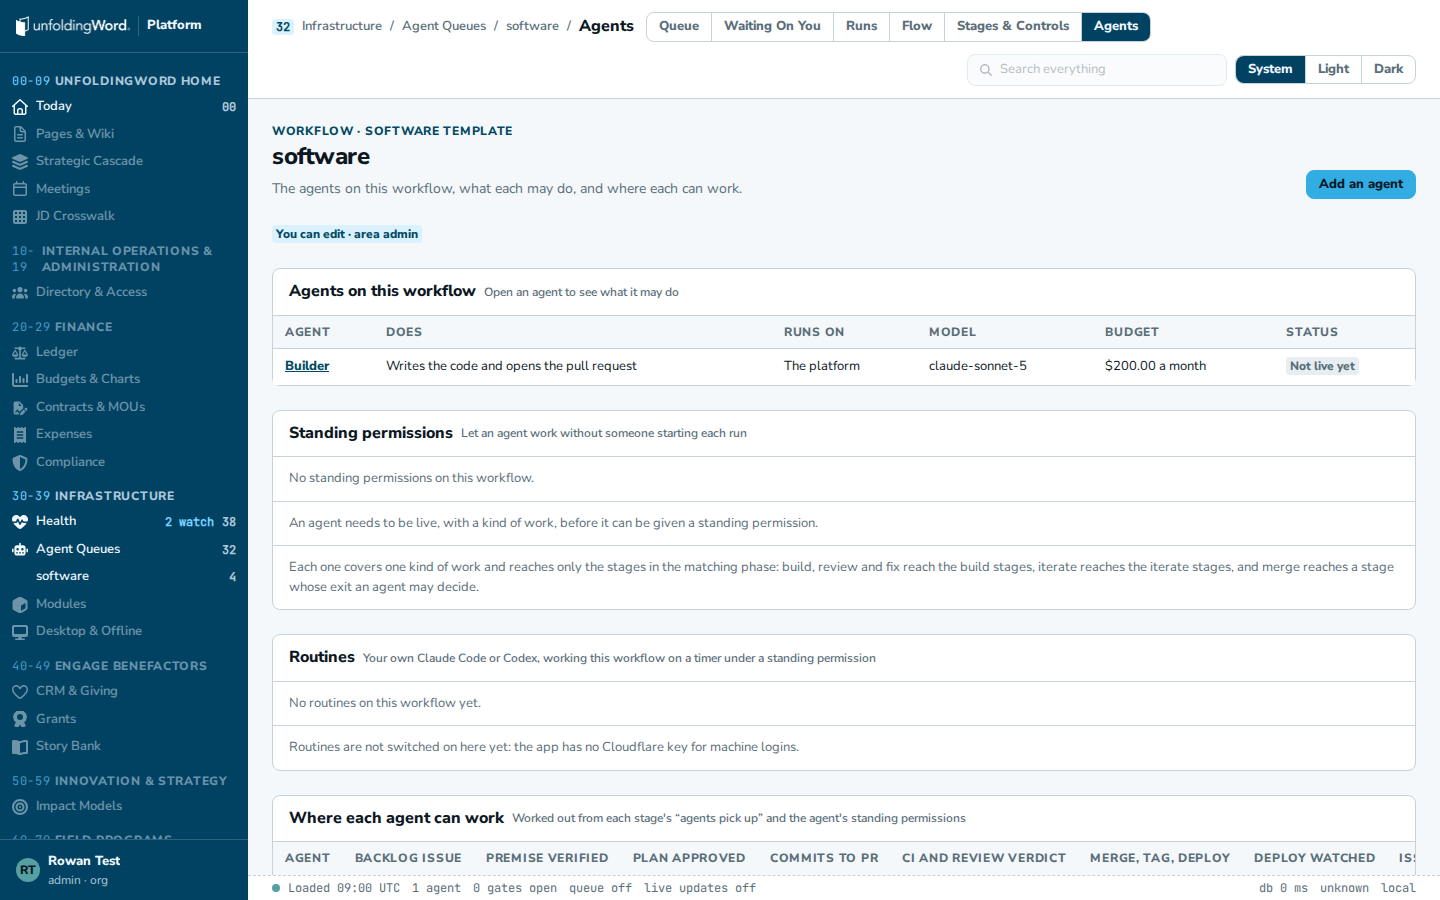 unfoldingWord Platform
00-09 UNFOLDINGWORD HOME
Today 00
Pages & Wiki
Strategic Cascade
Meetings
JD Crosswalk
10-19 INTERNAL OPERATIONS & ADMINISTRATION
Directory & Access
20-29 FINANCE
Ledger
Budgets & Charts
Contracts & MOUs
Expenses
Compliance
30-39 INFRASTRUCTURE
Health 2 watch 38
Agent Queues 32
software 4
Modules
Desktop & Offline
40-49 ENGAGE BENEFACTORS
CRM & Giving
Grants
Story Bank
50-59 INNOVATION & STRATEGY
Impact Models
60-70 FIELD PROGRAMS
RT Rowan Test
admin · org
32 Infrastructure / Agent Queues / software / Agents
Queue Waiting On You Runs Flow Stages & Controls Agents
Search everything
System Light Dark
WORKFLOW · SOFTWARE TEMPLATE
software
The agents on this workflow, what each may do, and where each can work.
Add an agent
You can edit · area admin
Agents on this workflow Open an agent to see what it may do
AGENT DOES RUNS ON MODEL BUDGET STATUS
Builder Writes the code and opens the pull request The platform claude-sonnet-5 $200.00 a month Not live yet
Standing permissions Let an agent work without someone starting each run
No standing permissions on this workflow.
An agent needs to be live, with a kind of work, before it can be given a standing permission.
Each one covers one kind of work and reaches only the stages in the matching phase: build, review and fix reach the build stages, iterate reaches the iterate stages, and merge reaches a stage
whose exit an agent may decide.
Routines Your own Claude Code or Codex, working this workflow on a timer under a standing permission
No routines on this workflow yet.
Routines are not switched on here yet: the app has no Cloudflare key for machine logins.
Where each agent can work Worked out from each stage's “agents pick up” and the agent's standing permissions
AGENT BACKLOG ISSUE PREMISE VERIFIED PLAN APPROVED COMMITS TO PR CI AND REVIEW VERDICT MERGE, TAG, DEPLOY DEPLOY WATCHED
Loaded 09:00 UTC 1 agent 0 gates open queue off live updates off
db 0 ms unknown local